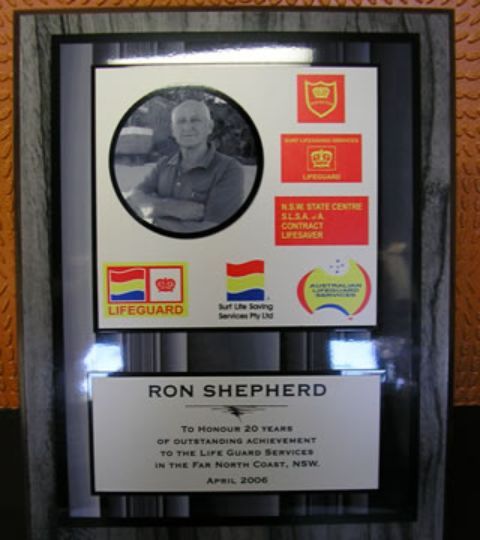 SURF LIFESAVING SERVICES
LIFEGUARD
N.S.W. STATE CENTRE
S.L.S.A. of A.
CONTRACT
LIFESAVER
LIFEGUARD
Surf Life Saving
Services Pty Ltd
AUSTRALIAN
LIFEGUARD
SERVICES
RON SHEPHERD
TO HONOUR 20 YEARS
OF OUTSTANDING ACHIEVEMENT
TO THE LIFE GUARD SERVICES
IN THE FAR NORTH COAST, NSW.
APRIL 2006